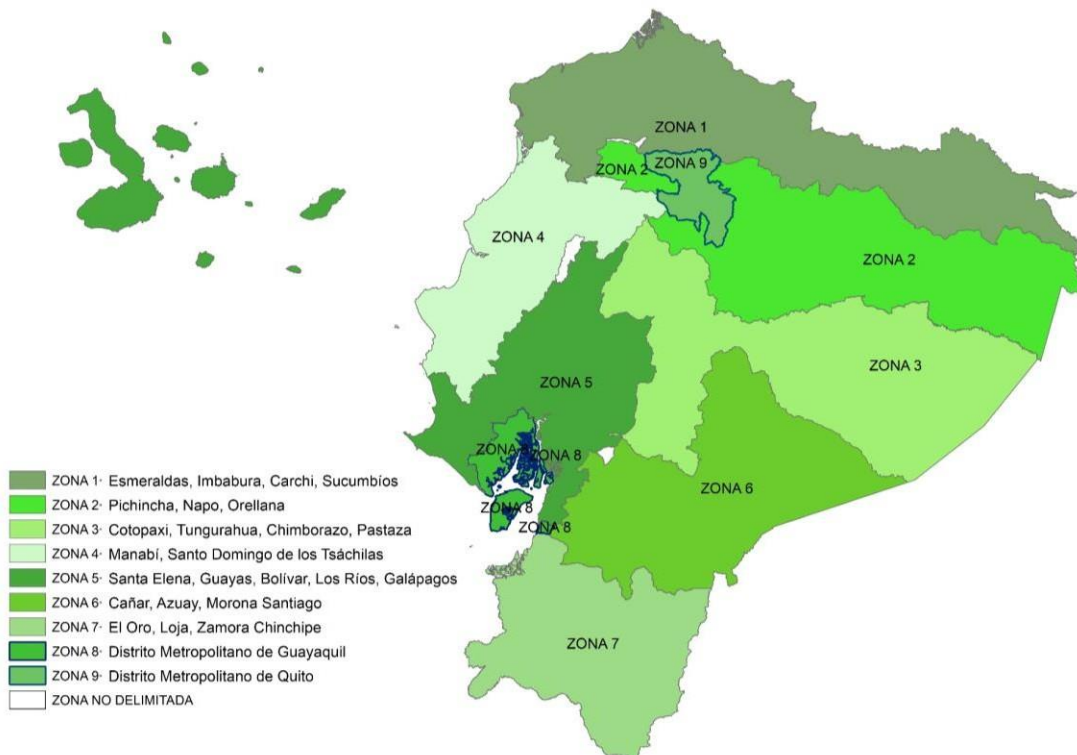 ZONA 1
ZONA 9
ZONA 2
ZONA 4
ZONA 2
ZONA 3
ZONA 5
ZONA 8
ZONA 8
ZONA 6
ZONA 8
ZONA 8
ZONA 7
ZONA 1· Esmeraldas, Imbabura, Carchi, Sucumbíos
ZONA 2· Pichincha, Napo, Orellana
ZONA 3· Cotopaxi, Tungurahua, Chimborazo, Pastaza
ZONA 4· Manabí, Santo Domingo de los Tsáchilas
ZONA 5· Santa Elena, Guayas, Bolívar, Los Ríos, Galápagos
ZONA 6· Cañar, Azuay, Morona Santiago
ZONA 7· El Oro, Loja, Zamora Chinchipe
ZONA 8· Distrito Metropolitano de Guayaquil
ZONA 9· Distrito Metropolitano de Quito
ZONA NO DELIMITADA